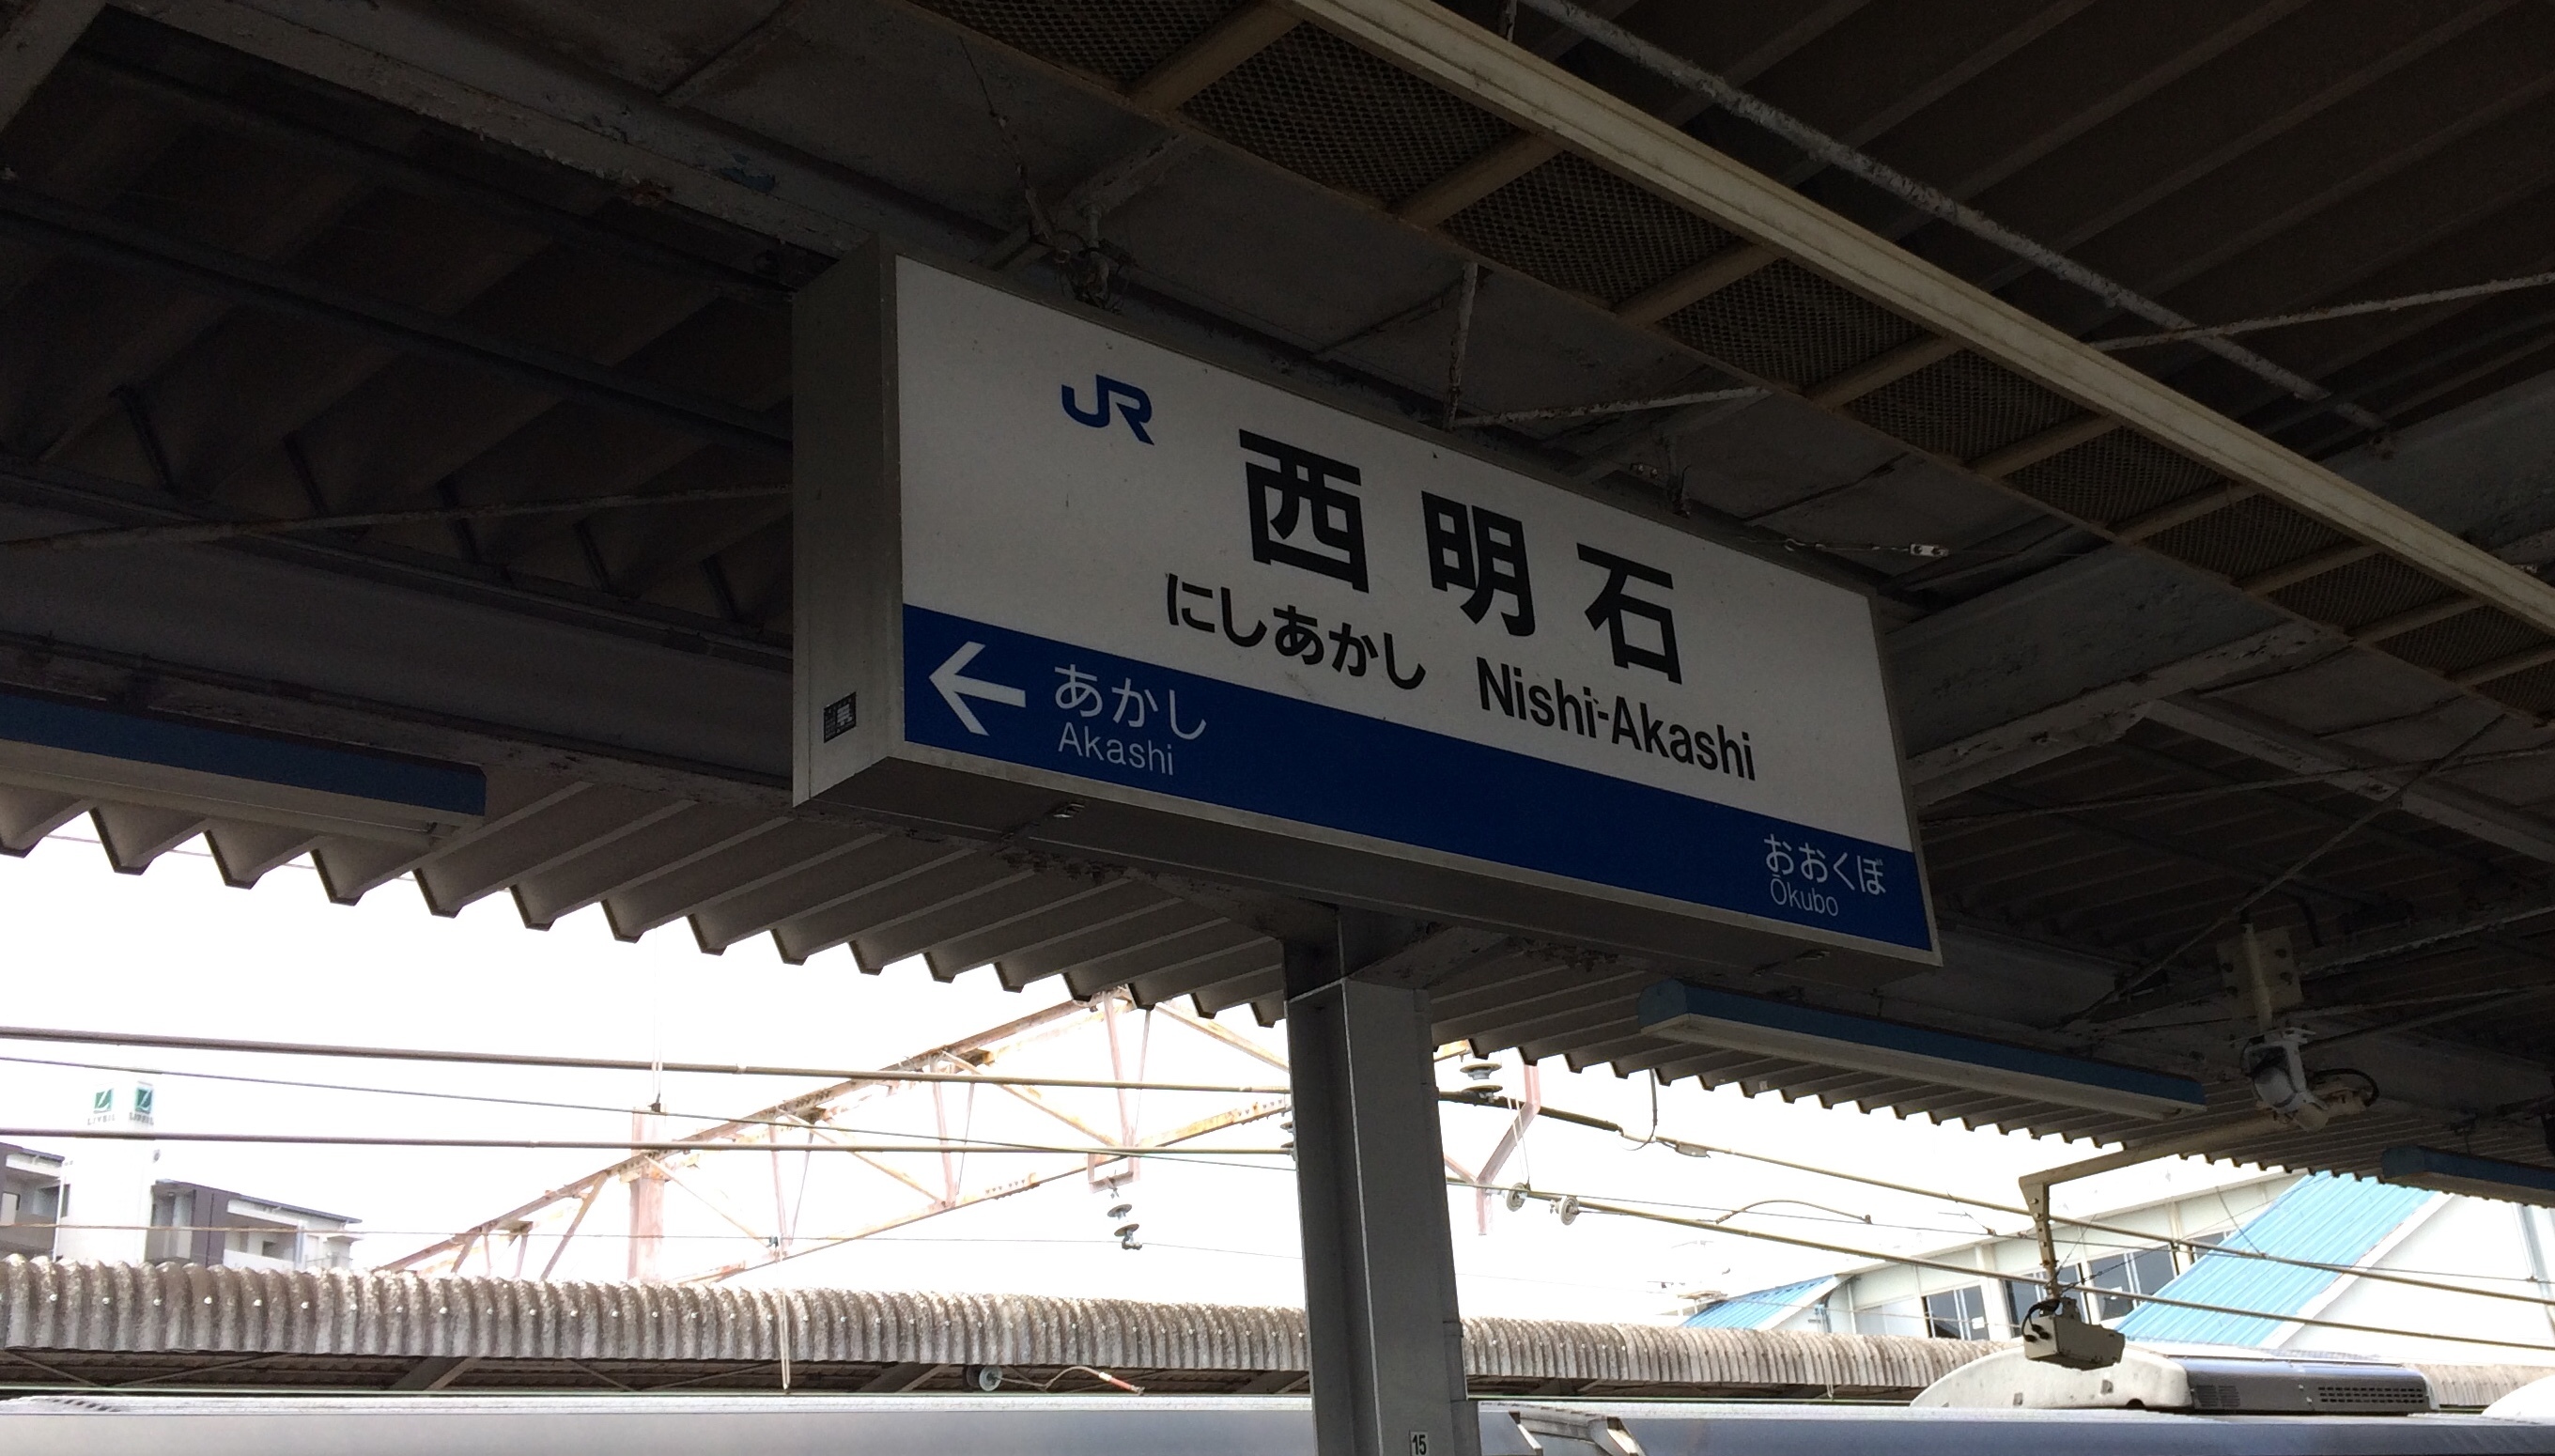 JR
西明石
にしあかし Nishi-Akashi
← あかし
Akashi
おおくぼ
Ōkubo
15